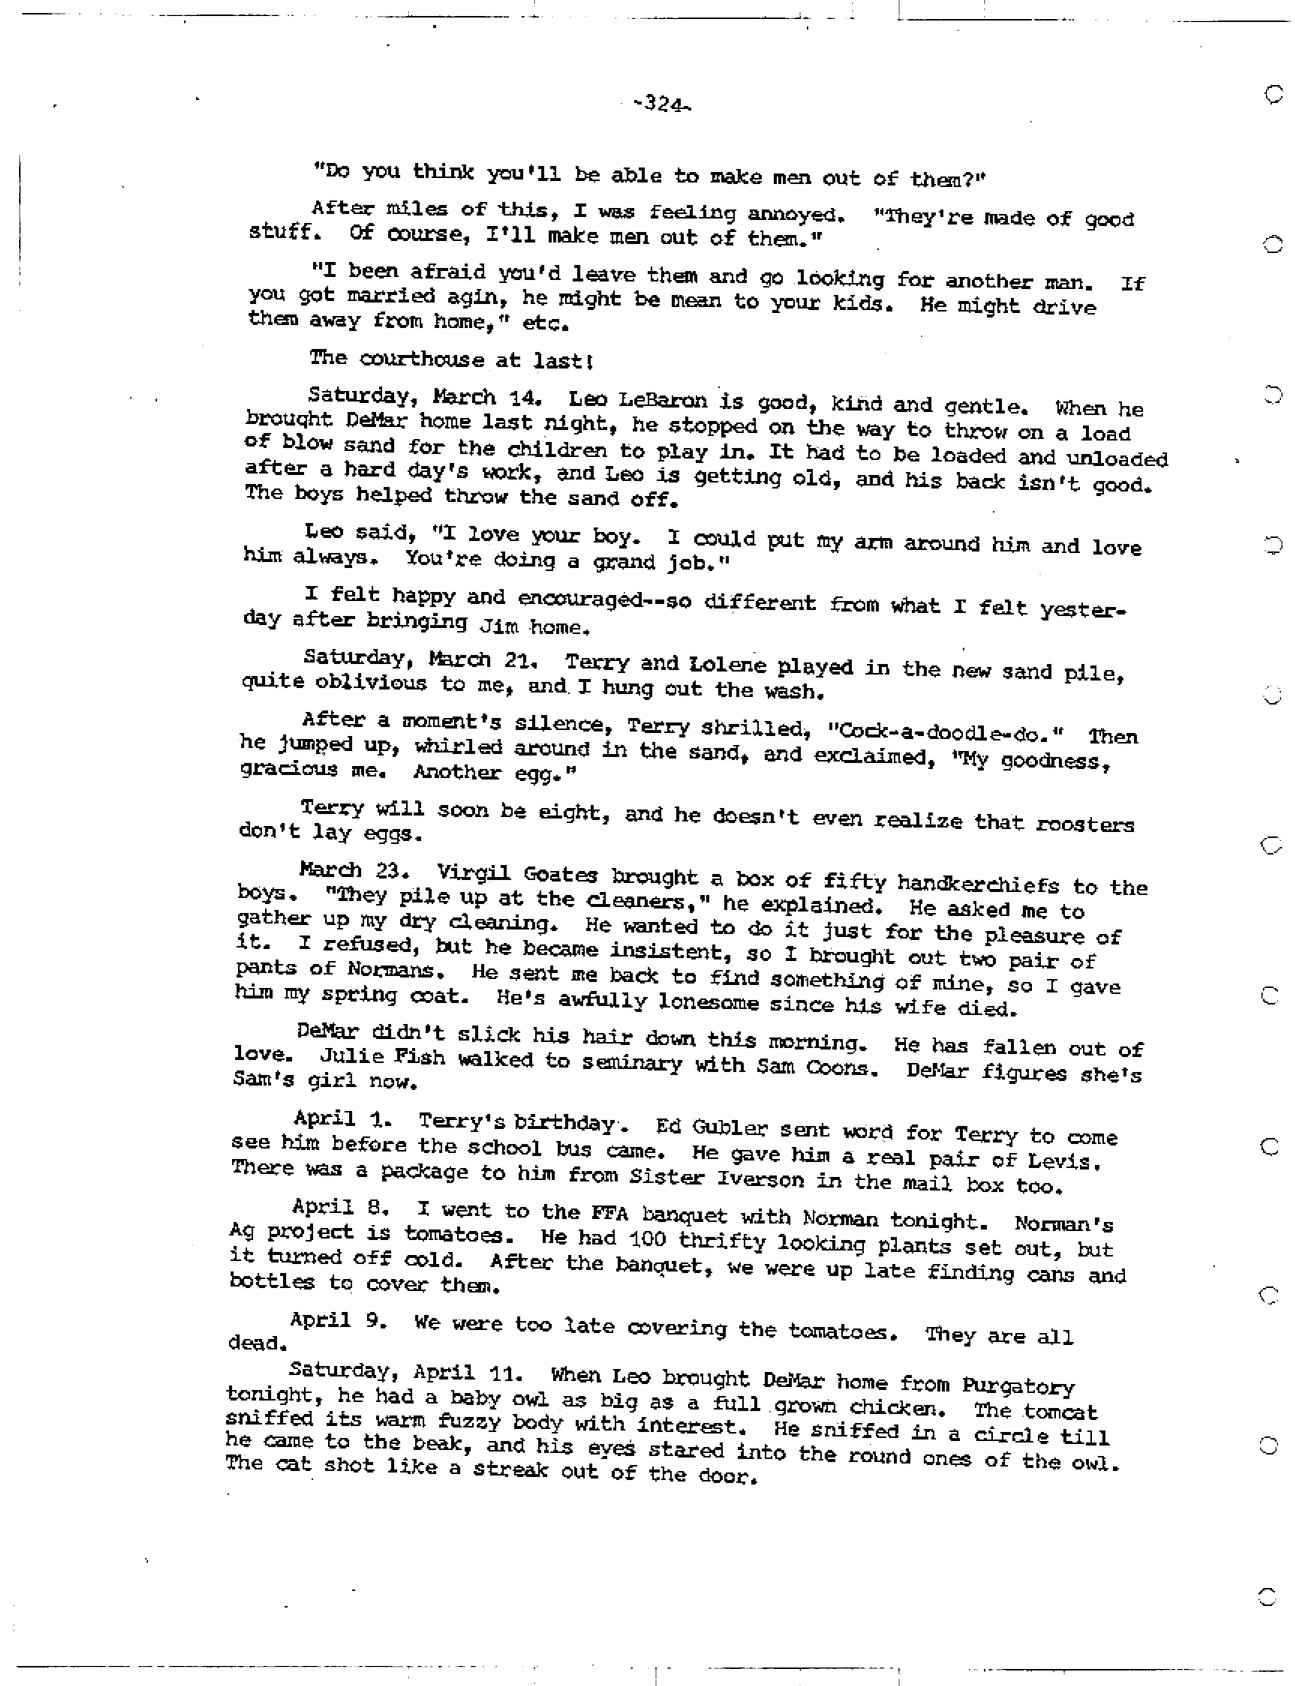 -324-
"Do you think you'll be able to make men out of them?"
After miles of this, I was feeling annoyed. "They're made of good
stuff. Of course, I'll make men out of them."
"I been afraid you'd leave them and go looking for another man. If
you got married agin, he might be mean to your kids. He might drive
them away from home," etc.
The courthouse at last!
Saturday, March 14. Leo LeBaron is good, kind and gentle. When he
brought DeMar home last night, he stopped on the way to throw on a load
of blow sand for the children to play in. It had to be loaded and unloaded
after a hard day's work, and Leo is getting old, and his back isn't good.
The boys helped throw the sand off.
Leo said, "I love your boy. I could put my arm around him and love
him always. You're doing a grand job."
I felt happy and encouraged--so different from what I felt yester-
day after bringing Jim home.
Saturday, March 21. Terry and Lolene played in the new sand pile,
quite oblivious to me, and I hung out the wash.
After a moment's silence, Terry shrilled, "Cock-a-doodle-do." Then
he jumped up, whirled around in the sand, and exclaimed, "My goodness,
gracious me. Another egg."
Terry will soon be eight, and he doesn't even realize that roosters
don't lay eggs.
March 23. Virgil Goates brought a box of fifty handkerchiefs to the
boys. "They pile up at the cleaners," he explained. He asked me to
gather up my dry cleaning. He wanted to do it just for the pleasure of
it. I refused, but he became insistent, so I brought out two pair of
pants of Normans. He sent me back to find something of mine, so I gave
him my spring coat. He's awfully lonesome since his wife died.
DeMar didn't slick his hair down this morning. He has fallen out of
love. Julie Fish walked to seminary with Sam Coons. DeMar figures she's
Sam's girl now.
April 1. Terry's birthday. Ed Gubler sent word for Terry to come
see him before the school bus came. He gave him a real pair of Levis.
There was a package to him from Sister Iverson in the mail box too.
April 8. I went to the FFA banquet with Norman tonight. Norman's
Ag project is tomatoes. He had 100 thrifty looking plants set out, but
it turned off cold. After the banquet, we were up late finding cans and
bottles to cover them.
April 9. We were too late covering the tomatoes. They are all
dead.
Saturday, April 11. When Leo brought DeMar home from Purgatory
tonight, he had a baby owl as big as a full grown chicken. The tomcat
sniffed its warm fuzzy body with interest. He sniffed in a circle till
he came to the beak, and his eyes stared into the round ones of the owl.
The cat shot like a streak out of the door.